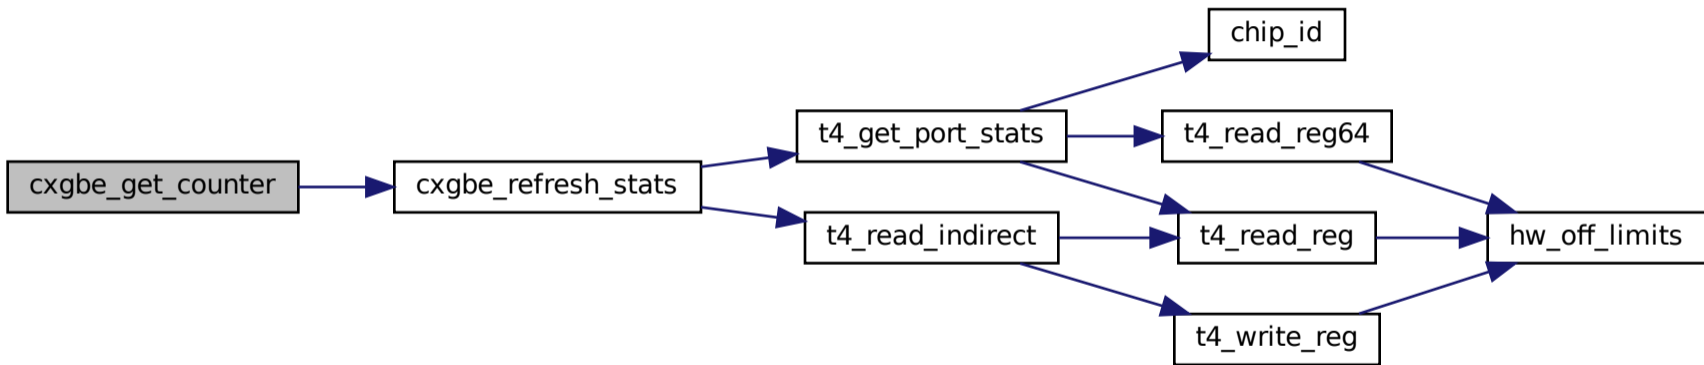 cxgbe_get_counter
cxgbe_refresh_stats
t4_get_port_stats
t4_read_indirect
chip_id
t4_read_reg64
t4_read_reg
t4_write_reg
hw_off_limits